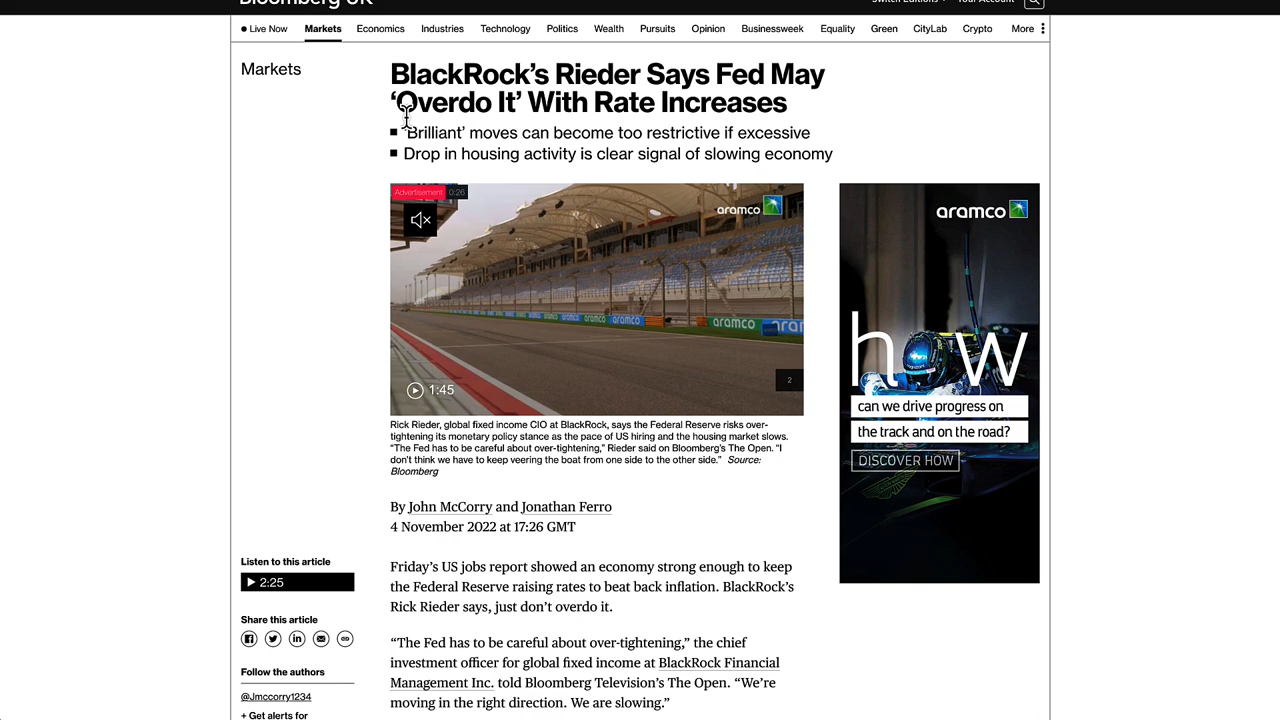 Bloomberg UK
Switch Editions
Your Account
Live Now
Markets
Economics
Industries
Technology
Politics
Wealth
Pursuits
Opinion
Businessweek
Equality
Green
CityLab
Crypto
More
Markets
BlackRock’s Rieder Says Fed May
‘Overdo It’ With Rate Increases
‘Brilliant’ moves can become too restrictive if excessive
Drop in housing activity is clear signal of slowing economy
Advertisement 0:26
aramco
aramco
aramco
1:45
2
Rick Rieder, global fixed income CIO at BlackRock, says the Federal Reserve risks over-
tightening its monetary policy stance as the pace of US hiring and the housing market slows.
“The Fed has to be careful about over-tightening,” Rieder said on Bloomberg’s The Open. “I
don’t think we have to keep veering the boat from one side to the other side.” Source:
Bloomberg
aramco
h w
can we drive progress on
the track and on the road?
DISCOVER HOW
By John McCorry and Jonathan Ferro
4 November 2022 at 17:26 GMT
Listen to this article
2:25
Share this article
Follow the authors
@Jmccorry1234
+ Get alerts for
Friday’s US jobs report showed an economy strong enough to keep
the Federal Reserve raising rates to beat back inflation. BlackRock’s
Rick Rieder says, just don’t overdo it.
“The Fed has to be careful about over-tightening,” the chief
investment officer for global fixed income at BlackRock Financial
Management Inc. told Bloomberg Television’s The Open. “We’re
moving in the right direction. We are slowing.”